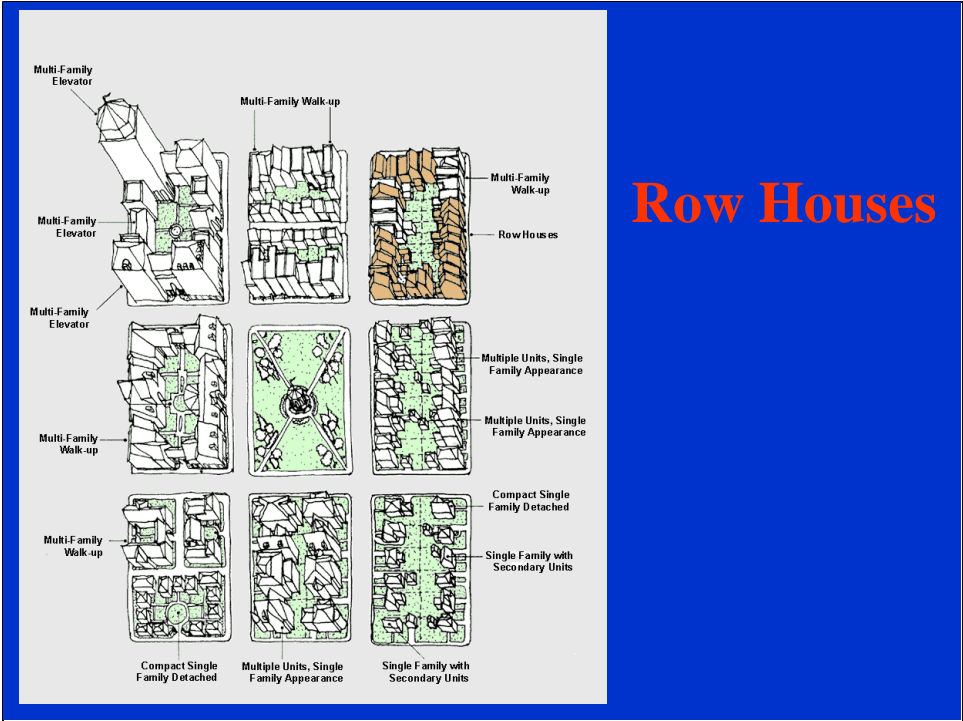 Multi-Family
Elevator
Multi-Family Walk-up
Multi-Family
Walk-up
Row Houses
Multi-Family
Elevator
Row Houses
Multi-Family
Elevator
Multiple Units, Single
Family Appearance
Multiple Units, Single
Family Appearance
Multi-Family
Walk-up
Compact Single
Family Detached
Multi-Family
Walk-up
Single Family with
Secondary Units
Compact Single
Family Detached
Multiple Units, Single
Family Appearance
Single Family with
Secondary Units